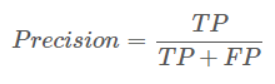 Precision = TP / (TP + FP)